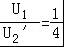 U₁/U₂′ = 1/4